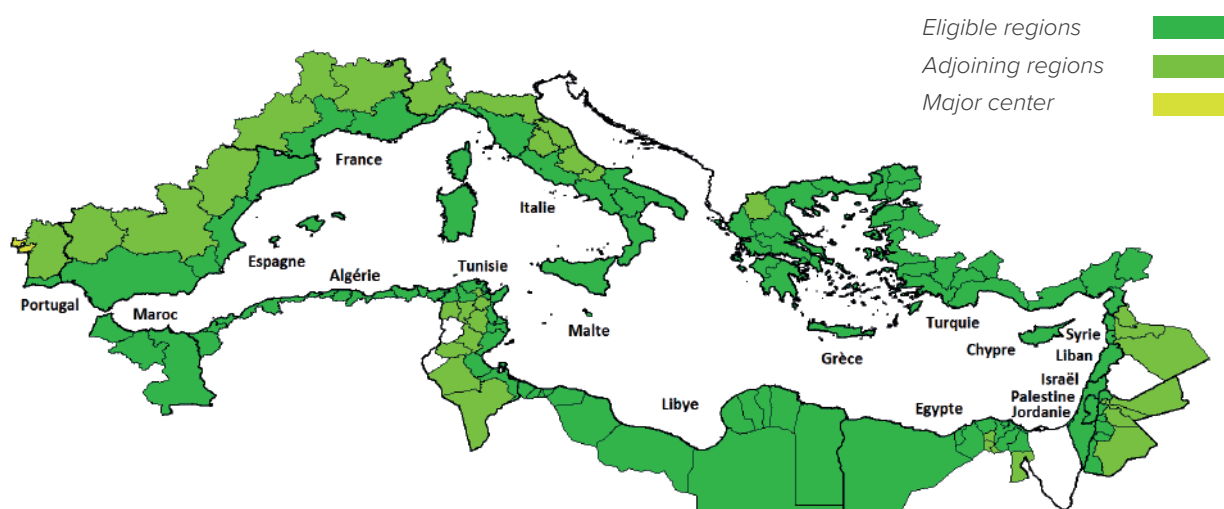 Eligible regions
Adjoining regions
Major center
France
Italie
Espagne
Algérie
Tunisie
Portugal
Maroc
Malte
Grèce
Turquie
Chypre
Syrie
Liban
Israël
Palestine
Jordanie
Libye
Egypte